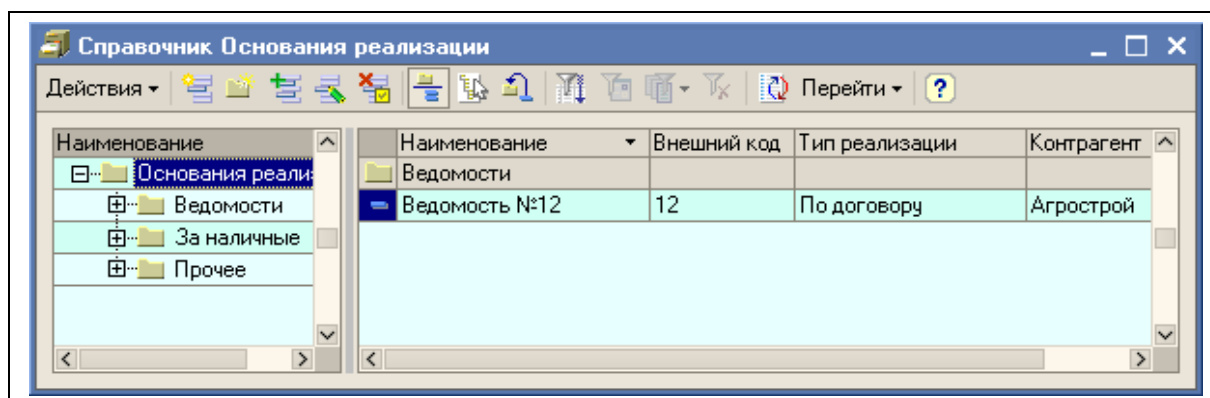 Справочник Основания реализации
Действия Перейти ?
Наименование
Основания реали
Ведомости
За наличные
Прочее
Наименование Внешний код Тип реализации Контрагент
Ведомости
Ведомость №12 12 По договору Агрострой